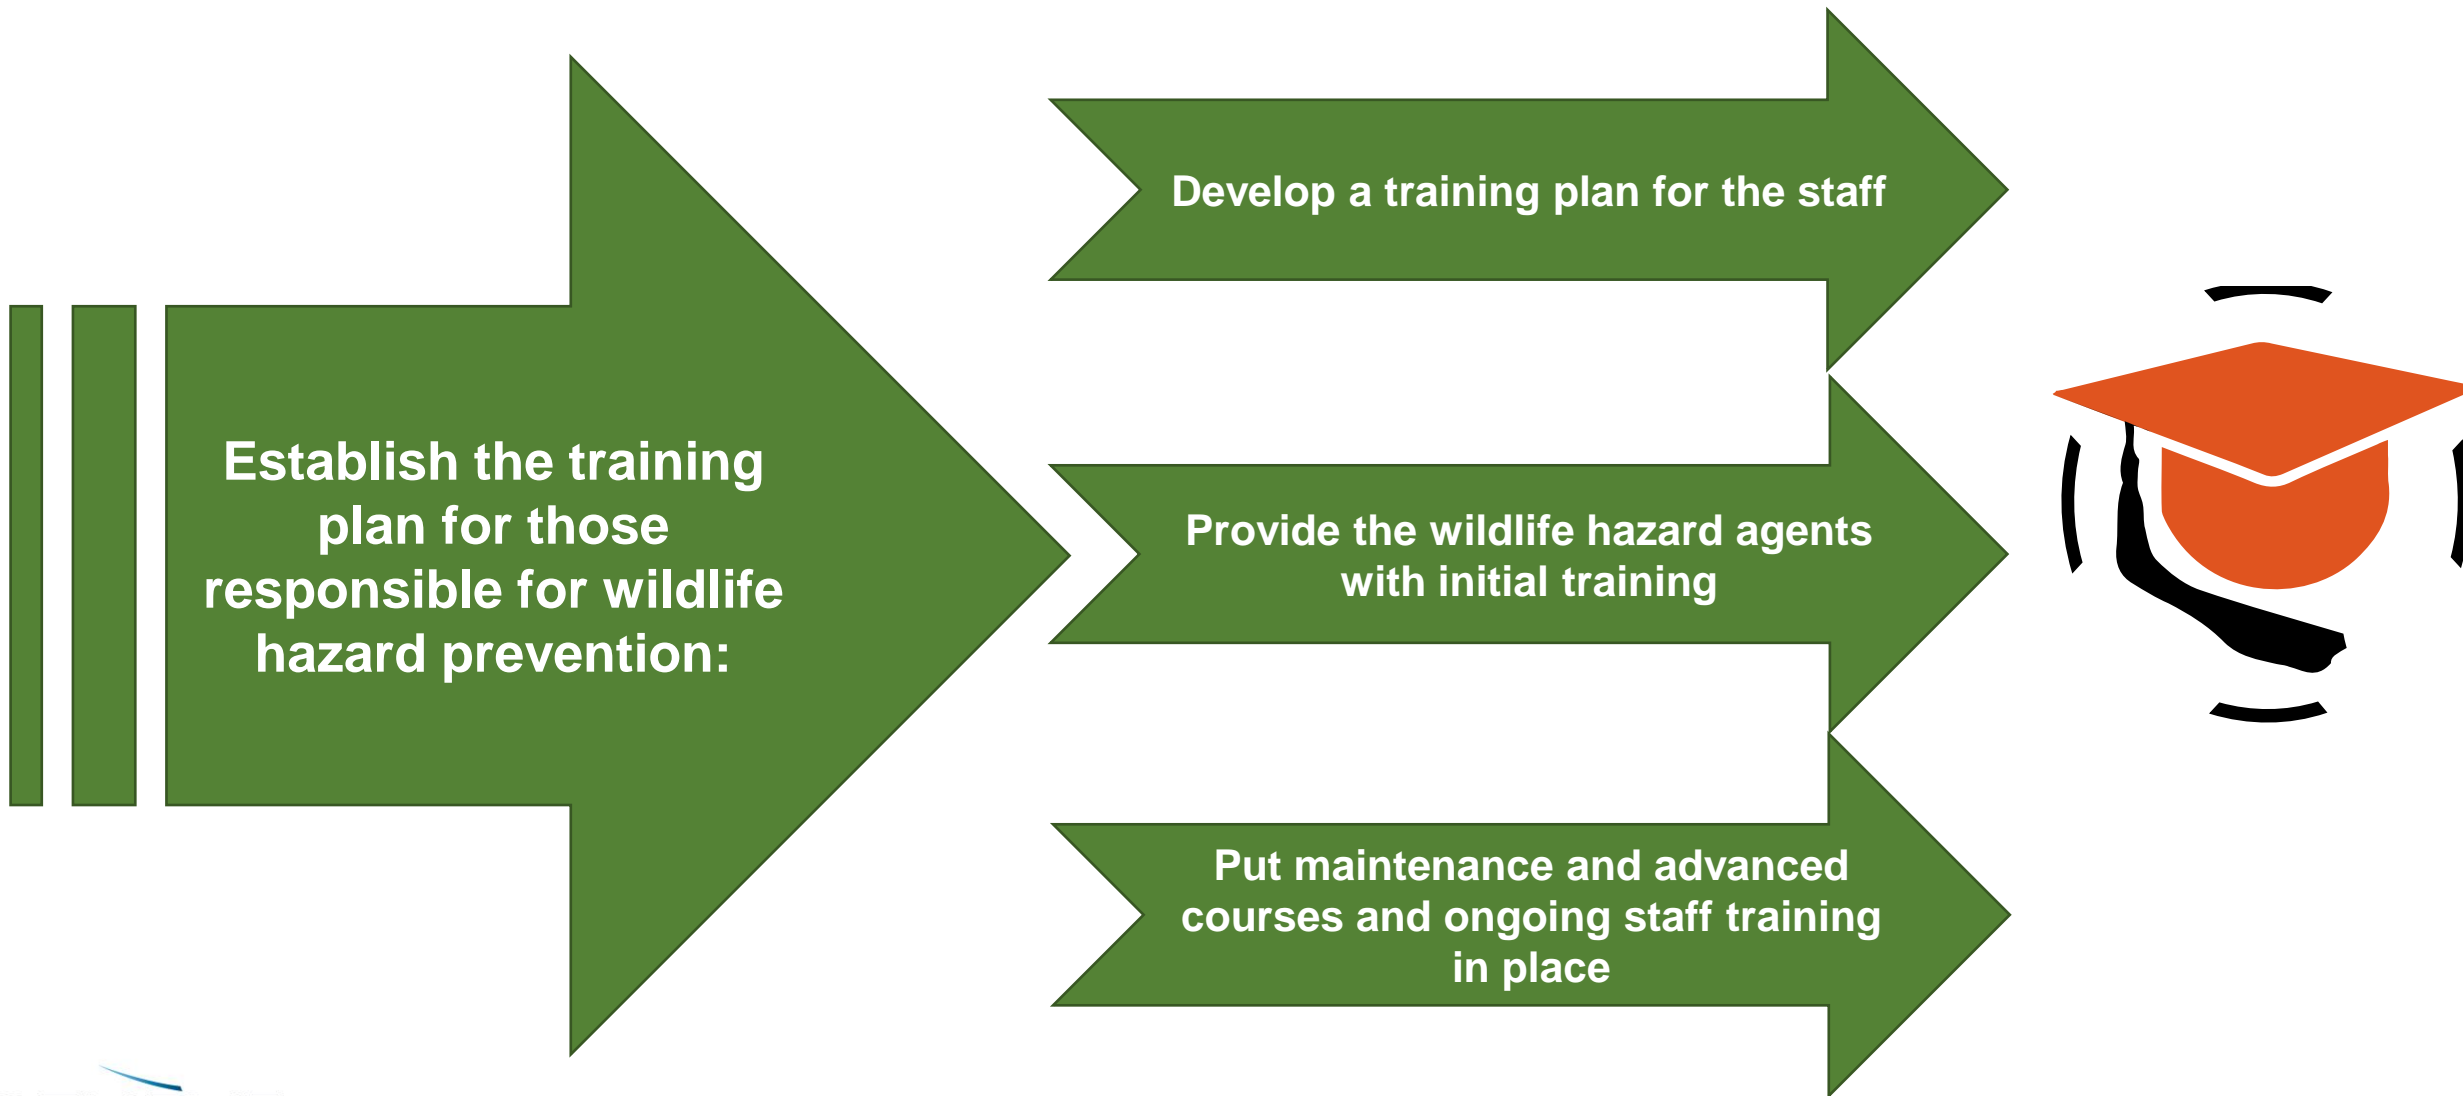 Establish the training
plan for those
responsible for wildlife
hazard prevention:
Develop a training plan for the staff
Provide the wildlife hazard agents
with initial training
Put maintenance and advanced
courses and ongoing staff training
in place